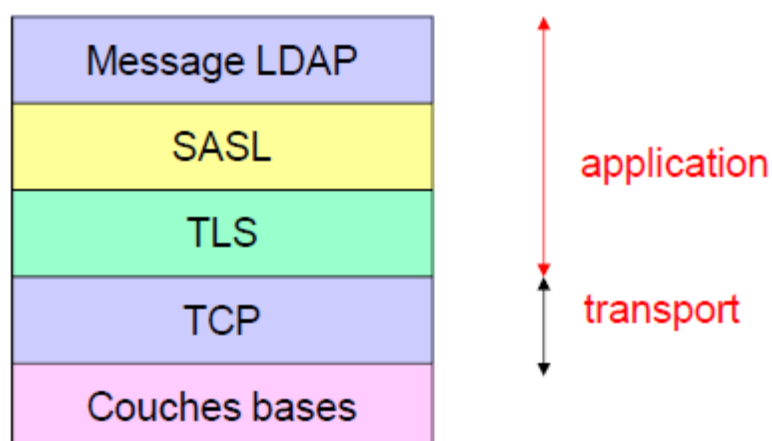 Message LDAP
SASL
application
TLS
TCP
transport
Couches bases